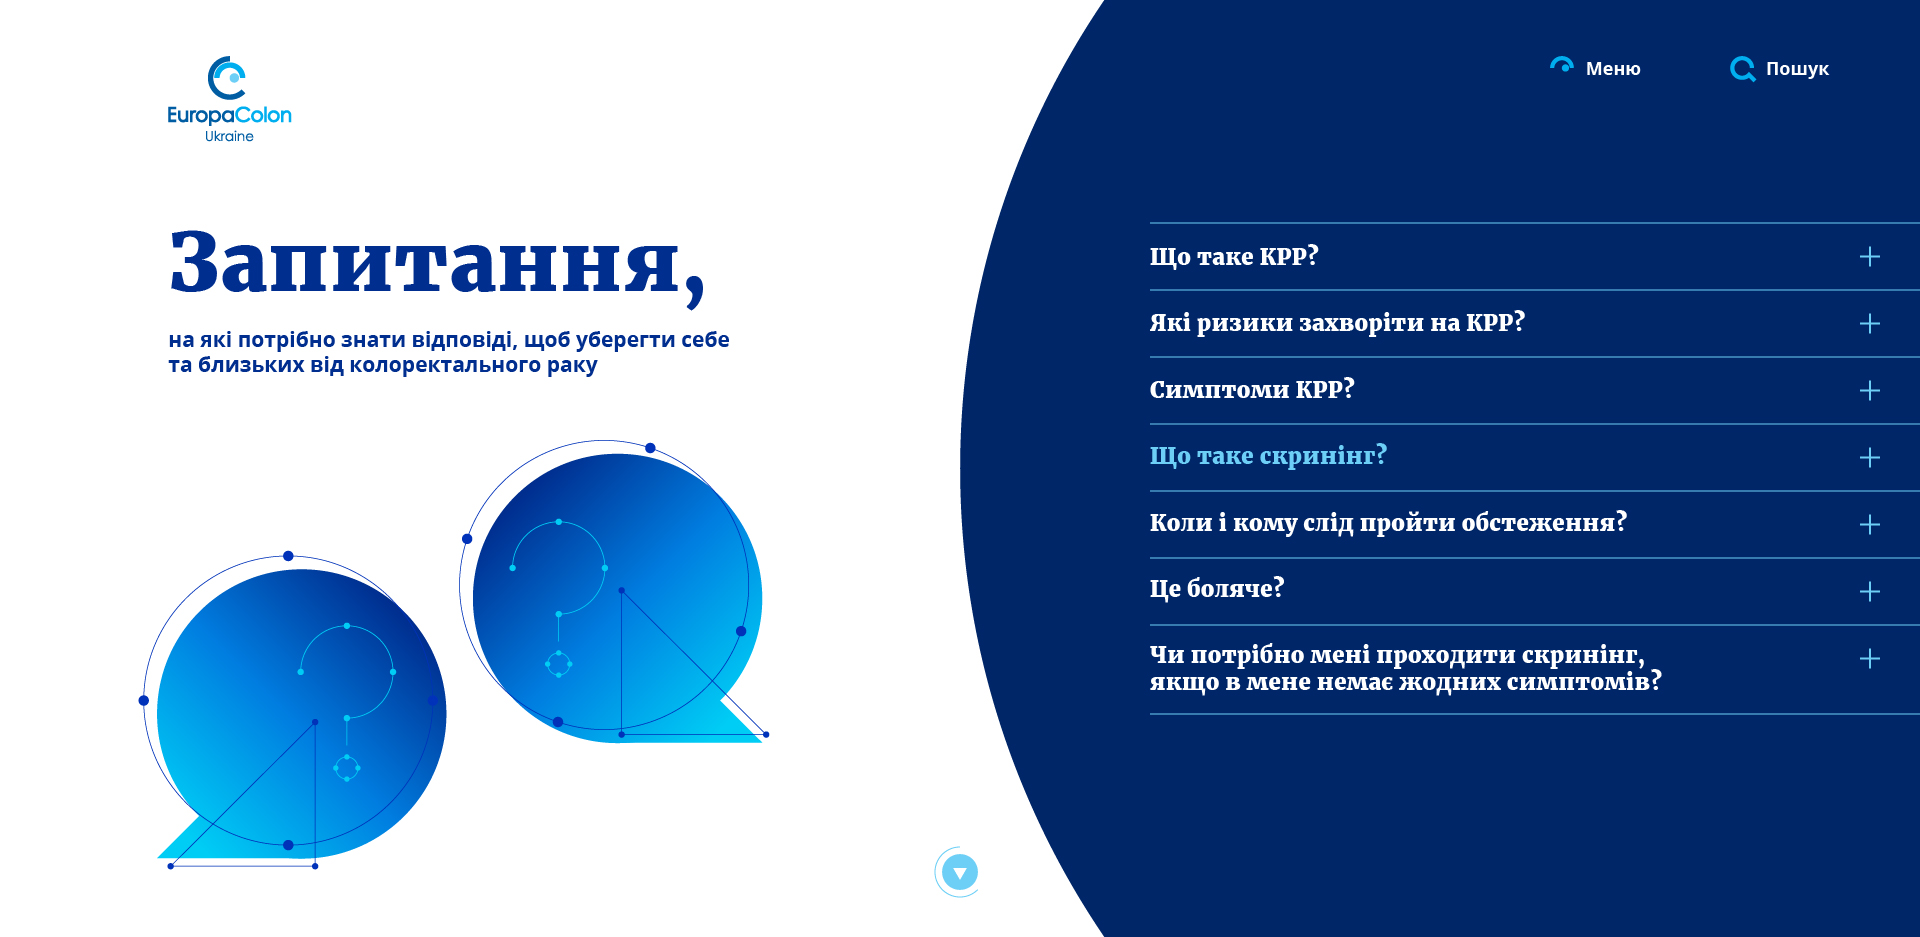 EuropaColon
Ukraine
Меню
Пошук
Запитання,
на які потрібно знати відповіді, щоб уберегти себе
та близьких від колоректального раку
Що таке КРР?
Які ризики захворіти на КРР?
Симптоми КРР?
Що таке скринінг?
Коли і кому слід пройти обстеження?
Це боляче?
Чи потрібно мені проходити скринінг,
якщо в мене немає жодних симптомів?